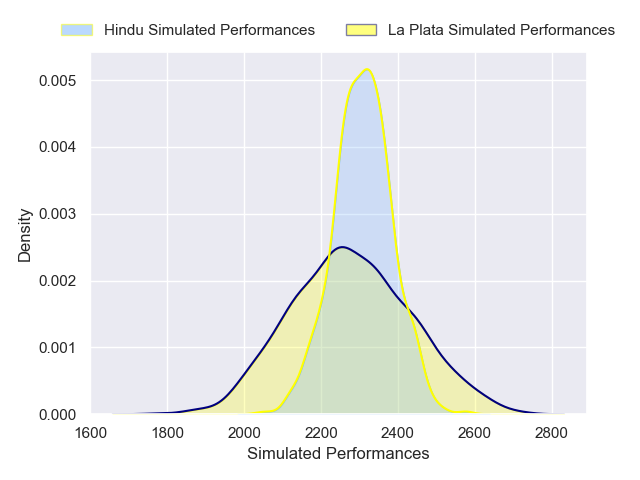 Hindu Simulated Performances
La Plata Simulated Performances
0.005
0.004
0.003
0.002
0.001
0.000
Density
1600 1800 2000 2200 2400 2600 2800
Simulated Performances